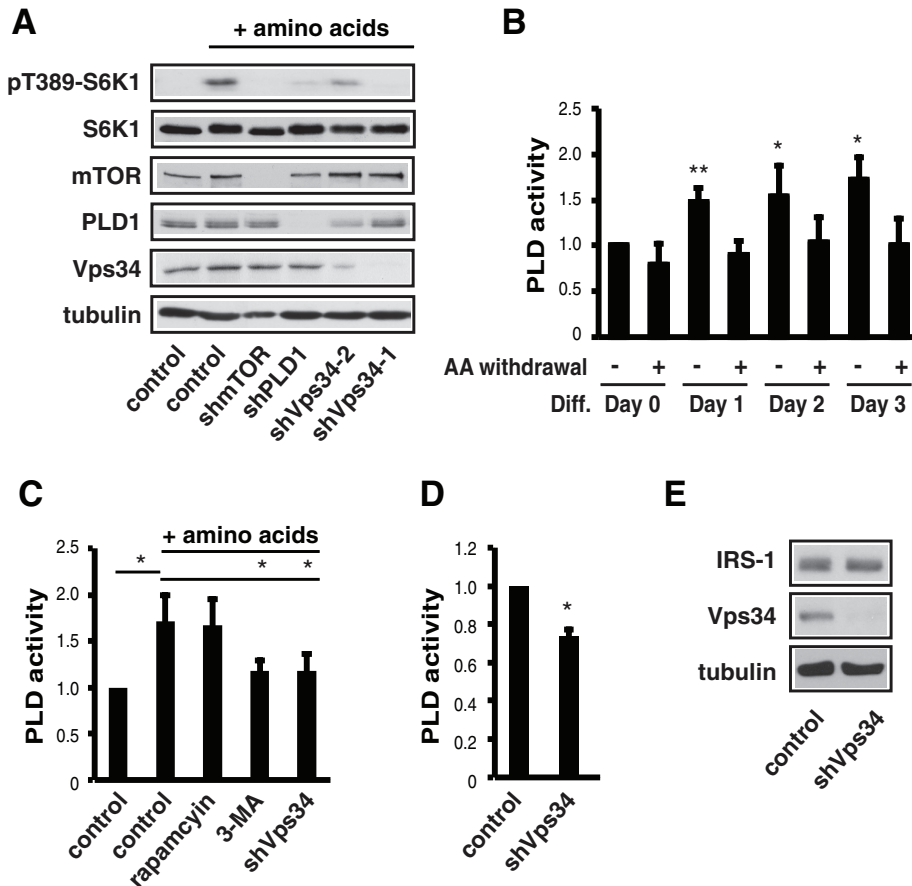 A
+ amino acids
pT389-S6K1
S6K1
mTOR
PLD1
Vps34
tubulin
control
control
shmTOR
shPLD1
shVps34-2
shVps34-1
B
PLD activity
2.5
2.0
1.5
1.0
0.5
0
**
*
*
AA withdrawal - + - + - + - +
Diff. Day 0 Day 1 Day 2 Day 3
C
+ amino acids
PLD activity
2.5
2.0
1.5
1.0
0.5
0
*
* *
control
control
rapamcyin
3-MA
shVps34
D
PLD activity
1.2
1.0
0.8
0.6
0.4
0.2
0
*
control
shVps34
E
IRS-1
Vps34
tubulin
control
shVps34